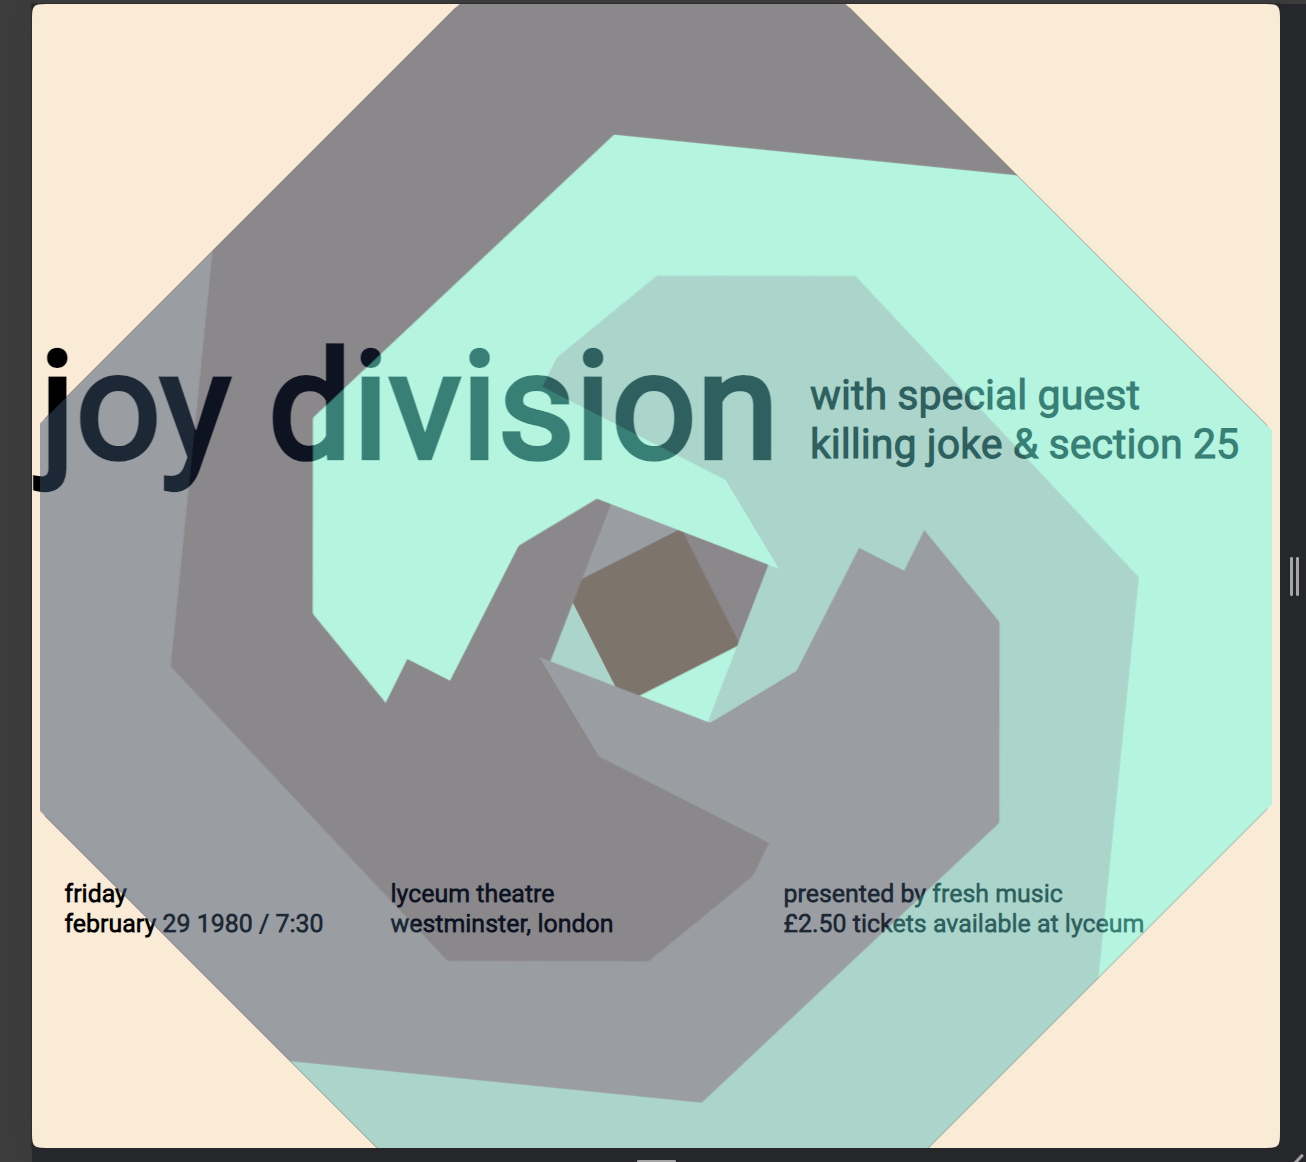 joy division
with special guest
killing joke & section 25
friday
february 29 1980 / 7:30
lyceum theatre
westminster, london
presented by fresh music
£2.50 tickets available at lyceum